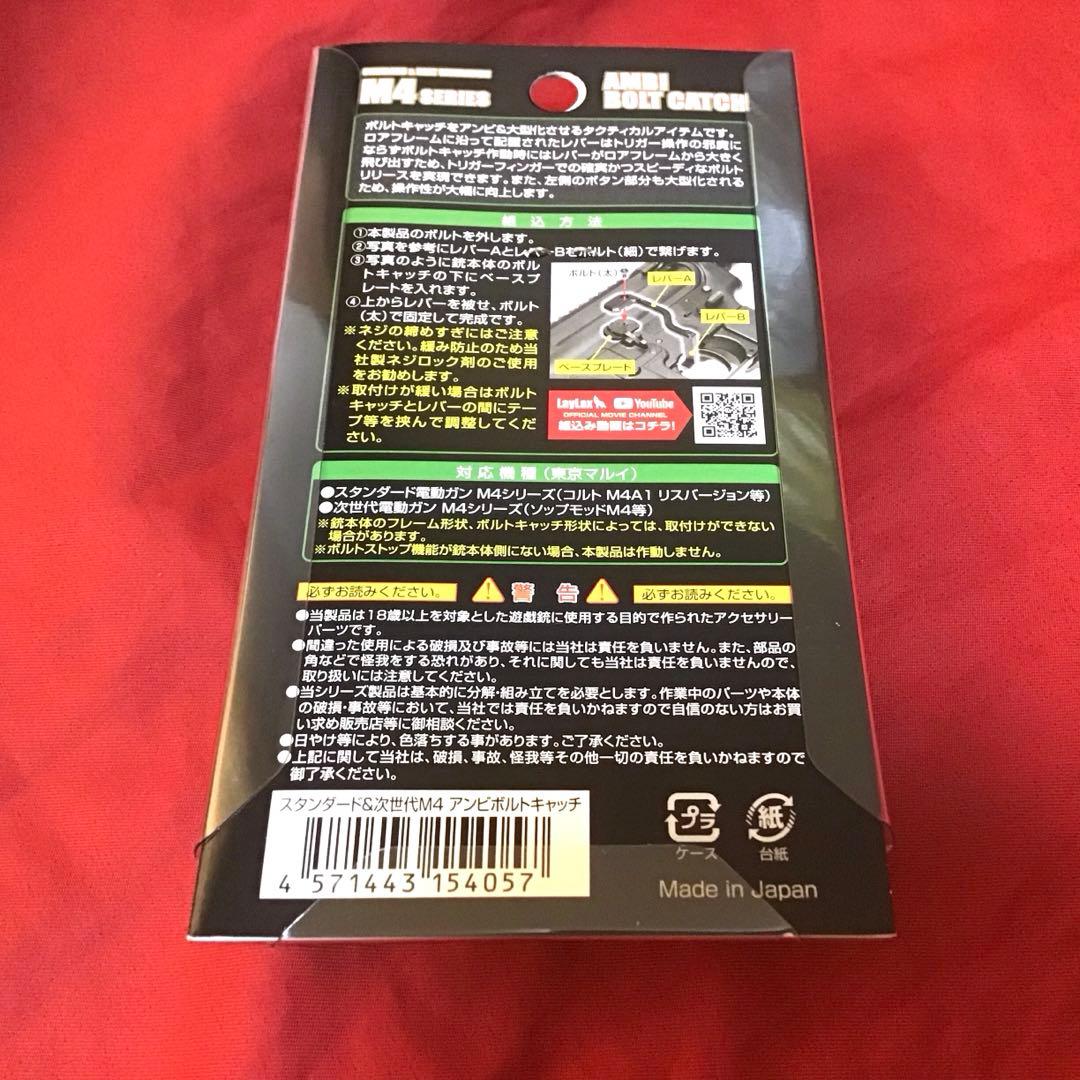 M4 SERIES
AMBI
BOLT CATCH
ボルトキャッチをアンビ&大型化させるタクティカルアイテムです。
ロアフレームに沿って配置されたレバーはトリガー操作の邪魔に
ならずボルトキャッチ作動時にはレバーがロアフレームから大きく
飛び出すため、トリガーフィンガーでの確実かつスピーディなボルト
リリースを実現できます。また、左側のボタン部分も大型化される
ため、操作性が大幅に向上します。
組込方法
①本製品のボルトを外します。
②写真を参考にレバーAとレバーBをボルト(細)で繋げます。
③写真のように銃本体のボル
トキャッチの下にベースプ
レートを入れます。
④上からレバーを被せ、ボルト
(太)で固定して完成です。
※ネジの締めすぎにはご注意
ください。緩み防止のため当
社製ネジロック剤のご使用
をお勧めします。
※取付けが緩い場合はボルト
キャッチとレバーの間にテー
プ等を挟んで調整してくだ
さい。
ボルト(太)
レバーA
レバーB
ベースプレート
LayLax YouTube
OFFICIAL MOVIE CHANNEL
組込み動画はコチラ!
対応機種(東京マルイ)
●スタンダード電動ガン M4シリーズ(コルト M4A1 リスバージョン等)
●次世代電動ガン M4シリーズ(ソップモッドM4等)
※銃本体のフレーム形状、ボルトキャッチ形状によっては、取付けができない
場合があります。
※ボルトストップ機能が銃本体側にない場合、本製品は作動しません。
必ずお読みください。
警告
必ずお読みください。
●当製品は18歳以上を対象とした遊戯銃に使用する目的で作られたアクセサリー
パーツです。
●間違った使用による破損及び事故等には当社は責任を負いません。また、部品の
角などで怪我をする恐れがあり、それに関しても当社は責任を負いませんので、
取り扱いには注意してください。
●当シリーズ製品は基本的に分解・組み立てを必要とします。作業中のパーツや本体
の破損・事故等において、当社では責任を負いかねますので自信のない方はお買
い求め販売店等に御相談ください。
●日やけ等により、色落ちする事があります。ご了承ください。
●上記に関して当社は、破損、事故、怪我等その他一切の責任を負いかねますので
御了承ください。
スタンダード&次世代M4 アンビボルトキャッチ
4 571443 154057
プラ
ケース
紙
台紙
Made in Japan